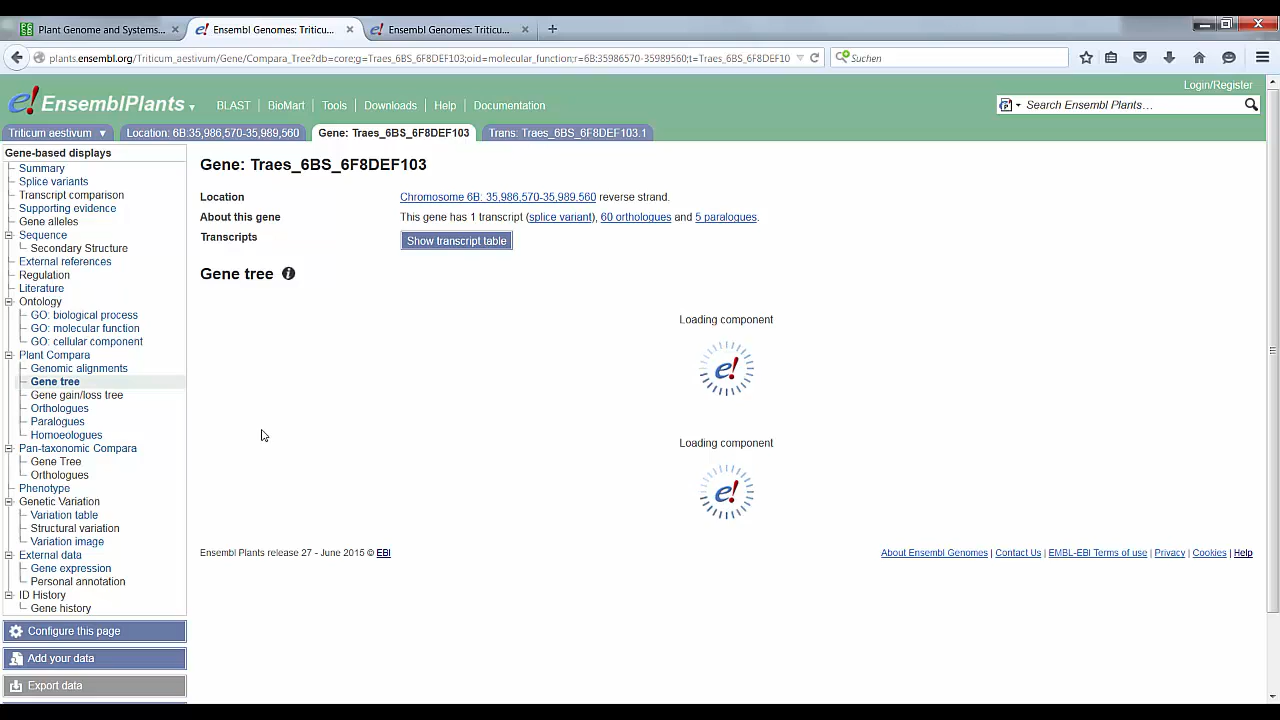 Plant Genome and Systems...
Ensembl Genomes: Triticu...
Ensembl Genomes: Triticu...
plants.ensembl.org/Triticum_aestivum/Gene/Compara_Tree?db=core;g=Traes_6BS_6F8DEF103;oid=molecular_function;r=6B:35986570-35989560;t=Traes_6BS_6F8DEF10
Suchen
Login/Register
e! EnsemblPlants
BLAST | BioMart | Tools | Downloads | Help | Documentation
Search Ensembl Plants...
Triticum aestivum ▼
Location: 6B:35,986,570-35,989,560
Gene: Traes_6BS_6F8DEF103
Trans: Traes_6BS_6F8DEF103.1
Gene-based displays
Summary
Splice variants
Transcript comparison
Supporting evidence
Gene alleles
Sequence
Secondary Structure
External references
Regulation
Literature
Ontology
GO: biological process
GO: molecular function
GO: cellular component
Plant Compara
Genomic alignments
Gene tree
Gene gain/loss tree
Orthologues
Paralogues
Homoeologues
Pan-taxonomic Compara
Gene Tree
Orthologues
Phenotype
Genetic Variation
Variation table
Structural variation
Variation image
External data
Gene expression
Personal annotation
ID History
Gene history
Configure this page
Add your data
Export data
Gene: Traes_6BS_6F8DEF103
Location Chromosome 6B: 35,986,570-35,989,560 reverse strand.
About this gene This gene has 1 transcript (splice variant), 60 orthologues and 5 paralogues.
Transcripts Show transcript table
Gene tree i
Loading component
e!
Loading component
e!
Ensembl Plants release 27 - June 2015 © EBI
About Ensembl Genomes | Contact Us | EMBL-EBI Terms of use | Privacy | Cookies | Help